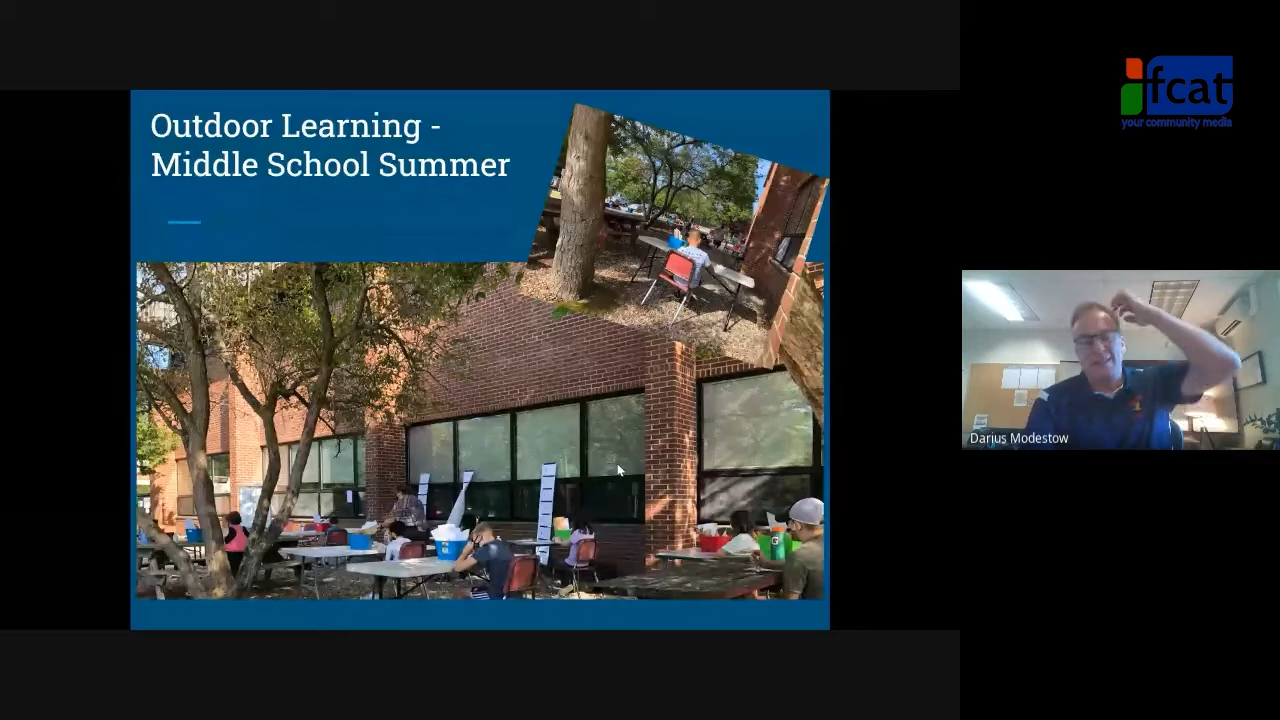 Outdoor Learning -
Middle School Summer
fcat
your community media
Darius Modestow